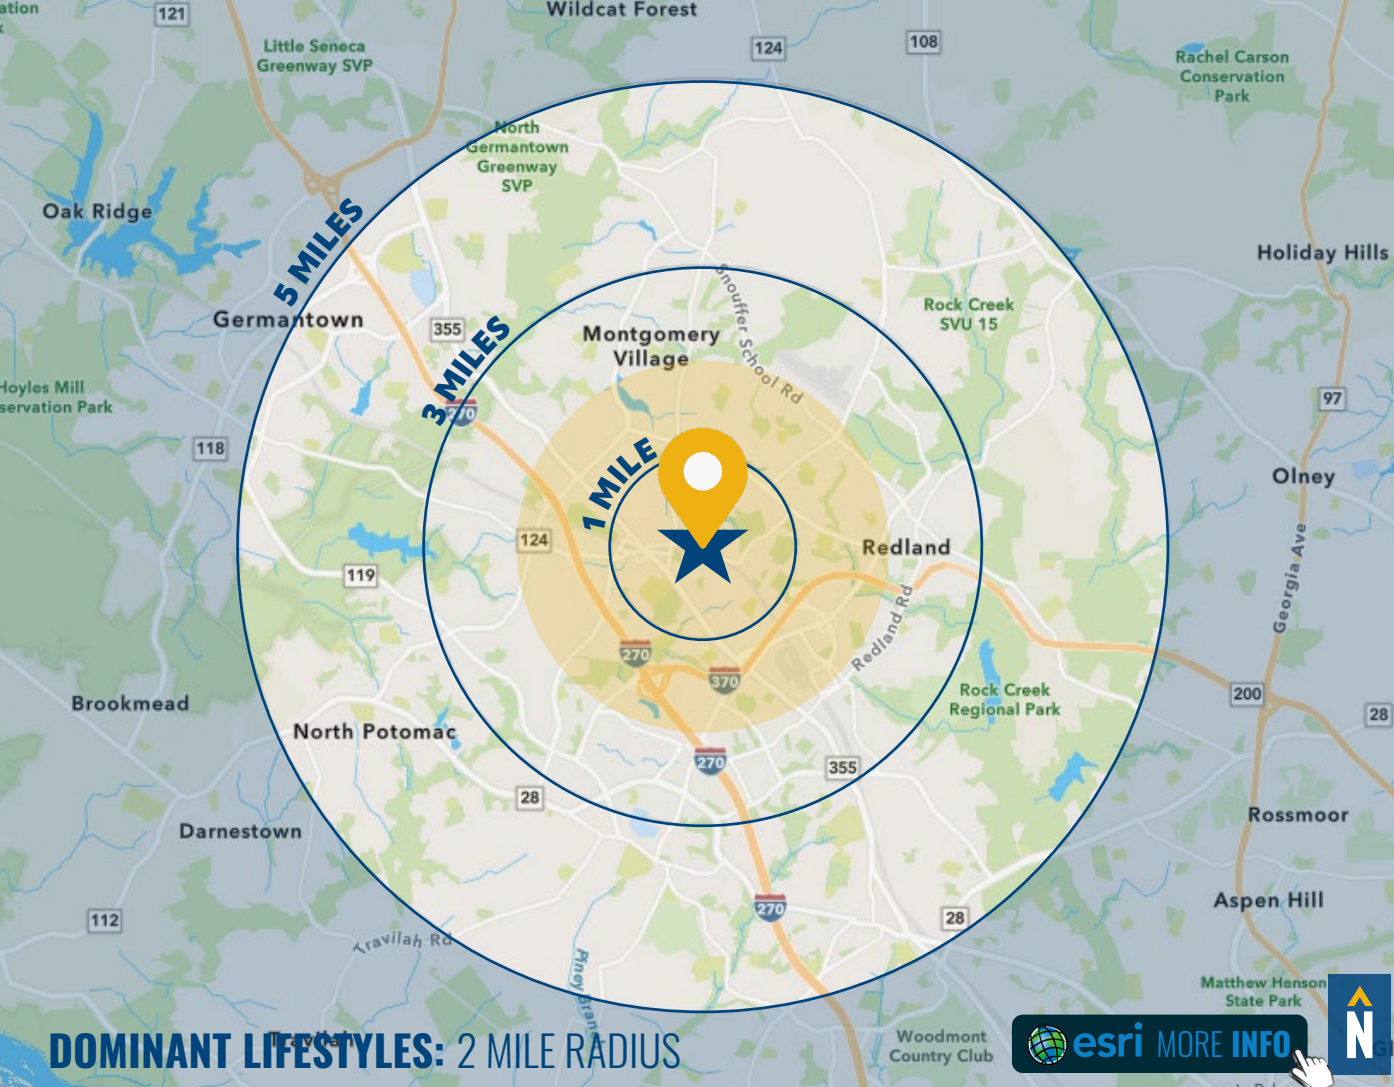 ation
121
Wildcat Forest
124
108
Little Seneca
Greenway SVP
Rachel Carson
Conservation
Park
North
Germantown
Greenway
SVP
Oak Ridge
5 MILES
Holiday Hills
Germantown
355
3 MILES
Snouffer School Rd
Rock Creek
SVU 15
Montgomery
Village
Hoyles Mill
servation Park
270
97
118
1 MILE
Olney
124
Redland
119
Georgia Ave
Redland Rd
270
370
Rock Creek
Regional Park
Brookmead
200
28
North Potomac
270
355
28
Darnestown
Rossmoor
Aspen Hill
270
112
28
Travilah Rd
Piney Branch
Matthew Henson
State Park
N
Travilah
DOMINANT LIFESTYLES: 2 MILE RADIUS
Woodmont
Country Club
esri MORE INFO